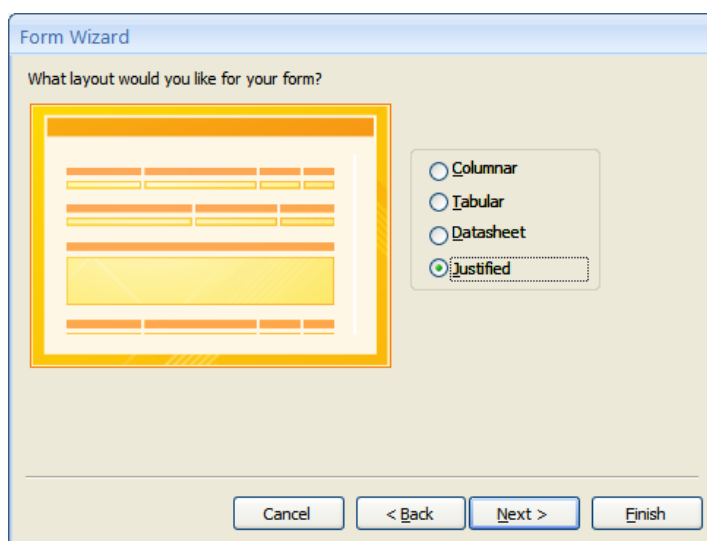 Form Wizard
What layout would you like for your form?
Columnar
Tabular
Datasheet
Justified
Cancel
< Back
Next >
Finish